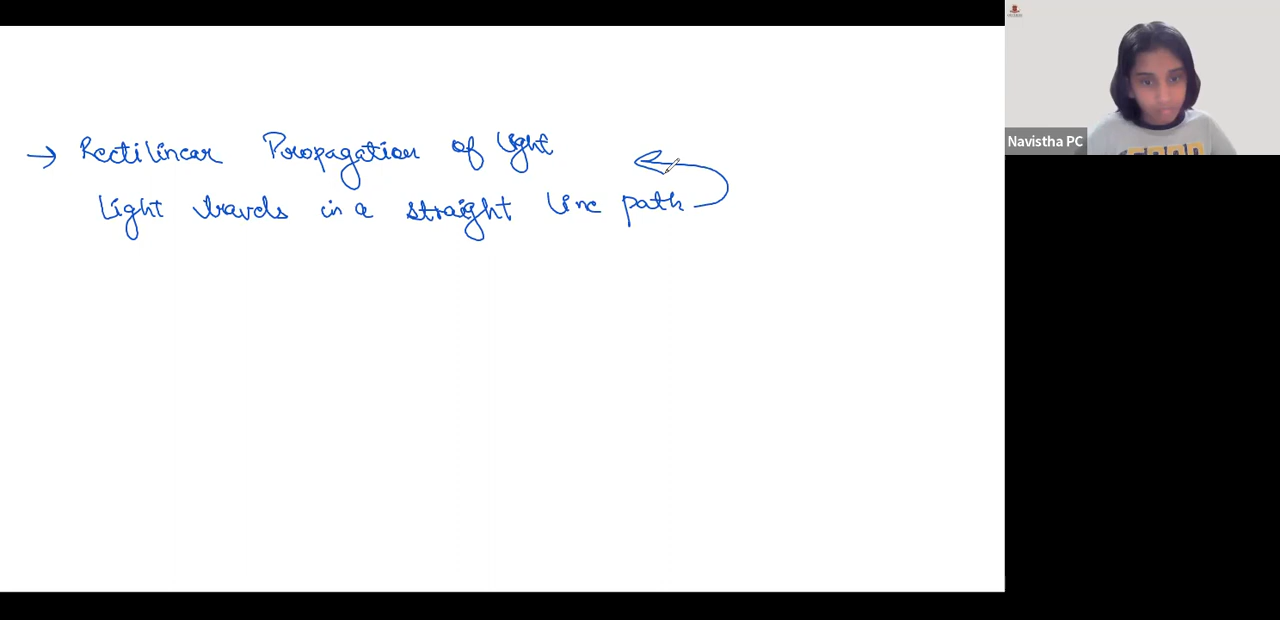 → Rectilinear Propagation of light
Light travels in a straight line path
Navistha PC